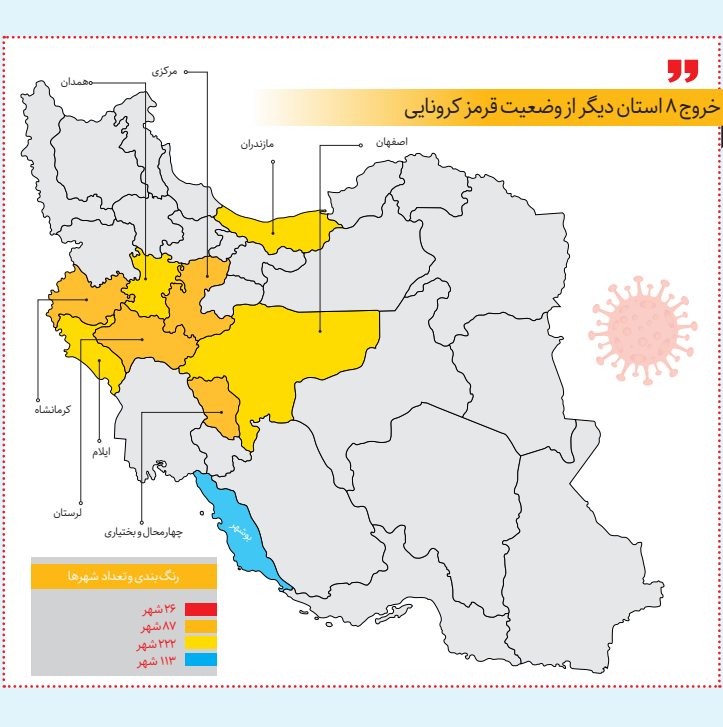 خروج ۸ استان دیگر از وضعیت قرمز کرونایی
مرکزی
همدان
مازندران
اصفهان
کرمانشاه
ایلام
لرستان
چهارمحال و بختیاری
بوشهر
رنگ‌بندی و تعداد شهرها
۲۶ شهر
۸۷ شهر
۲۲۲ شهر
۱۱۳ شهر